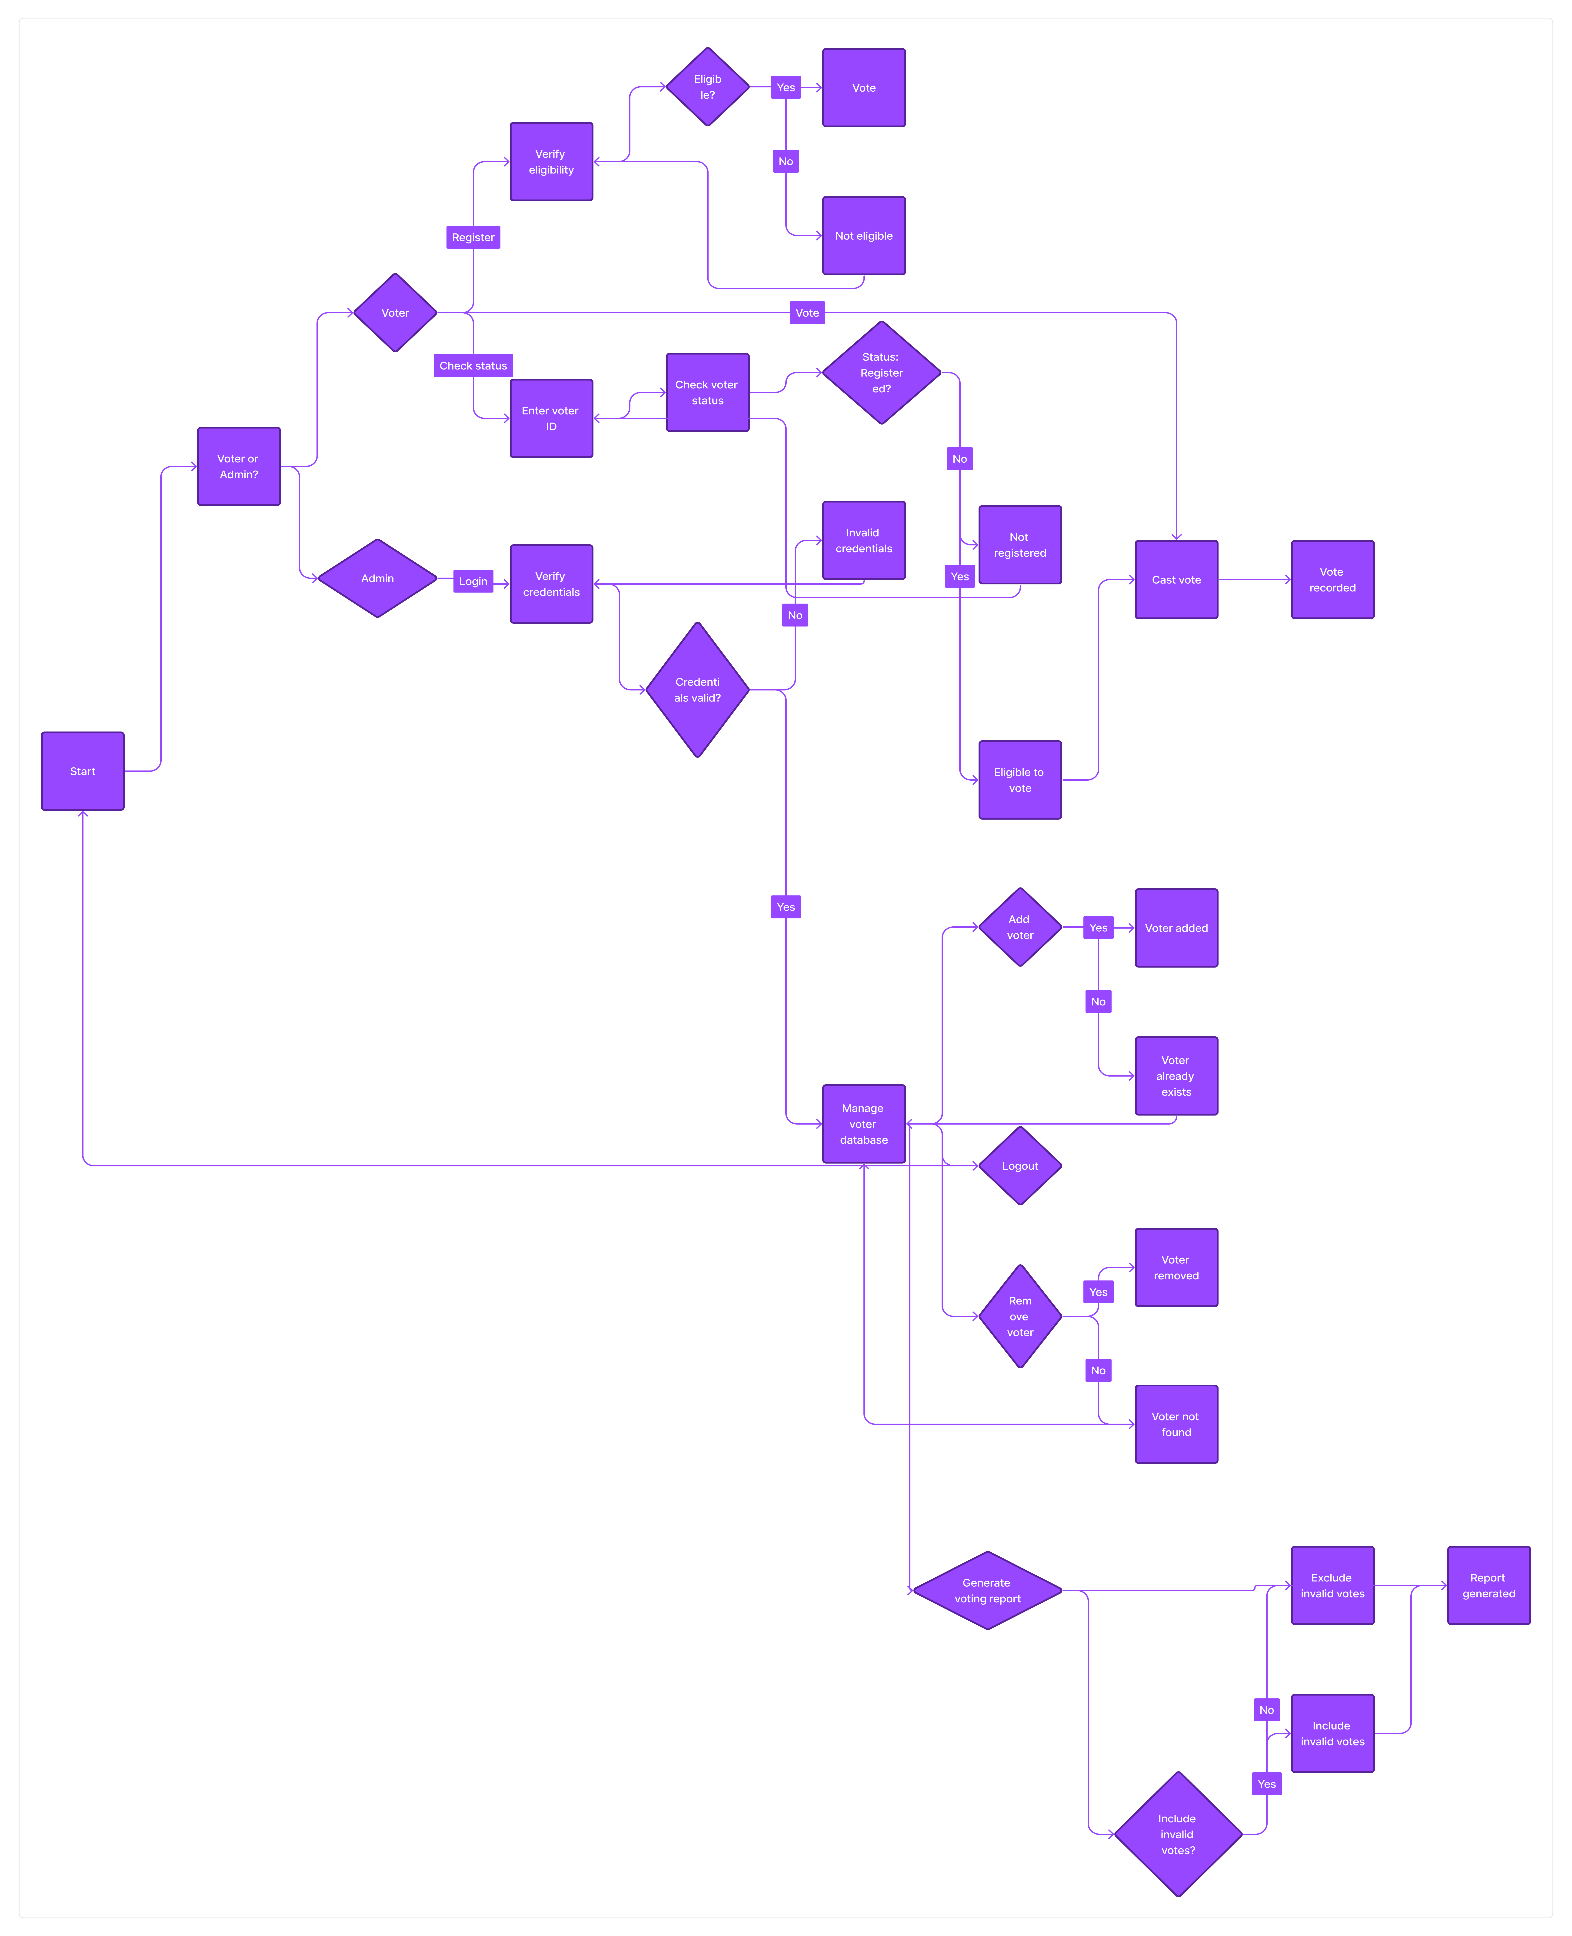 Eligib
le?
Yes
Vote
Verify
eligibility
No
Register
Not eligible
Voter
Vote
Check status
Check voter
status
Status:
Register
ed?
Enter voter
ID
Voter or
Admin?
No
Invalid
credentials
Not
registered
Admin
Login
Verify
credentials
Yes
Cast vote
Vote
recorded
No
Credenti
als valid?
Start
Eligible to
vote
Yes
Add
voter
Yes
Voter added
No
Voter
already
exists
Manage
voter
database
Logout
Voter
removed
Yes
Rem
ove
voter
No
Voter not
found
Generate
voting report
Exclude
invalid votes
Report
generated
No
Include
invalid votes
Yes
Include
invalid
votes?